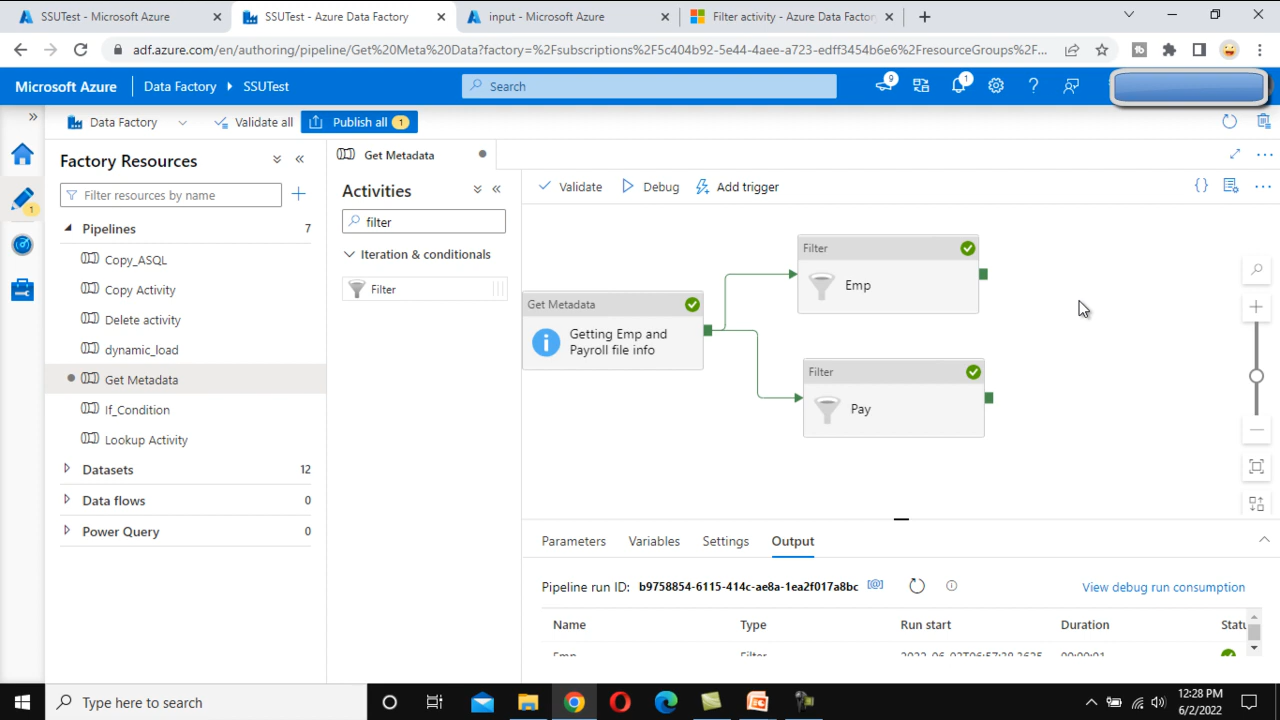 SSUTest - Microsoft Azure
SSUTest - Azure Data Factory
input - Microsoft Azure
Filter activity - Azure Data Factory
adf.azure.com/en/authoring/pipeline/Get%20Meta%20Data?factory=%2Fsubscriptions%2F5c404b92-5e44-4aee-a723-edff3454b6e6%2FresourceGroups%2F...
Microsoft Azure
Data Factory
SSUTest
Search
9
1
Data Factory
Validate all
Publish all
1
Factory Resources
Get Metadata
Filter resources by name
Activities
Validate
Debug
Add trigger
1
filter
Pipelines
7
Iteration & conditionals
Filter
Copy_ASQL
Copy Activity
Delete activity
dynamic_load
Get Metadata
If_Condition
Lookup Activity
Datasets
12
Data flows
0
Power Query
0
Filter
Emp
Get Metadata
Getting Emp and
Payroll file info
Filter
Pay
Parameters
Variables
Settings
Output
Pipeline run ID:
b9758854-6115-414c-ae8a-1ea2f017a8bc
View debug run consumption
Name
Type
Run start
Duration
Statu
Type here to search
12:28 PM
6/2/2022